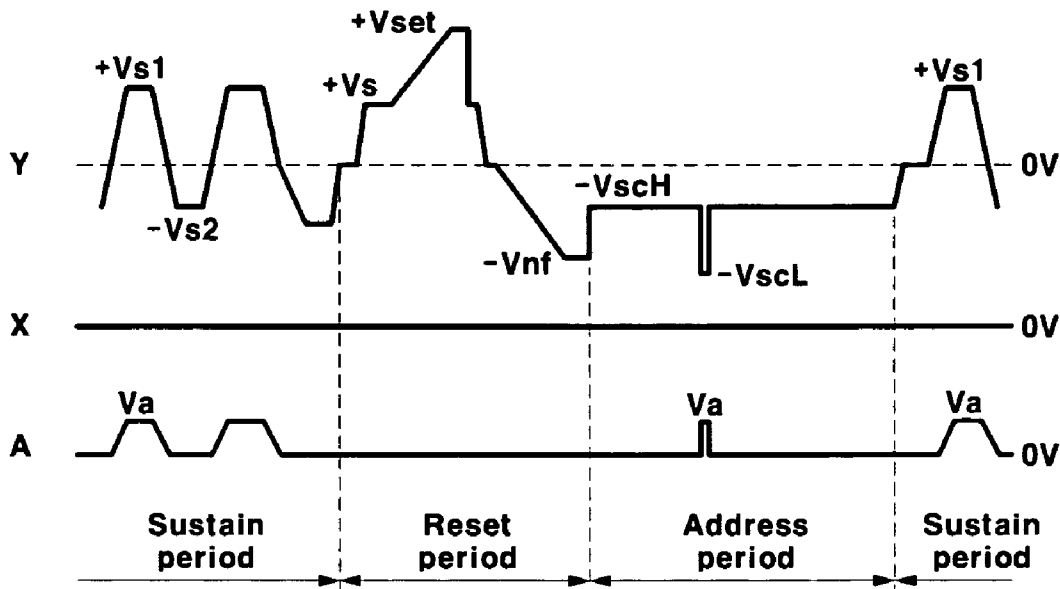 +Vset
+Vs1
+Vs
+Vs1
Y
0V
−VscH
−Vs2
−Vnf
−VscL
X
0V
Va
Va
Va
A
0V
Sustain period
Reset period
Address period
Sustain period